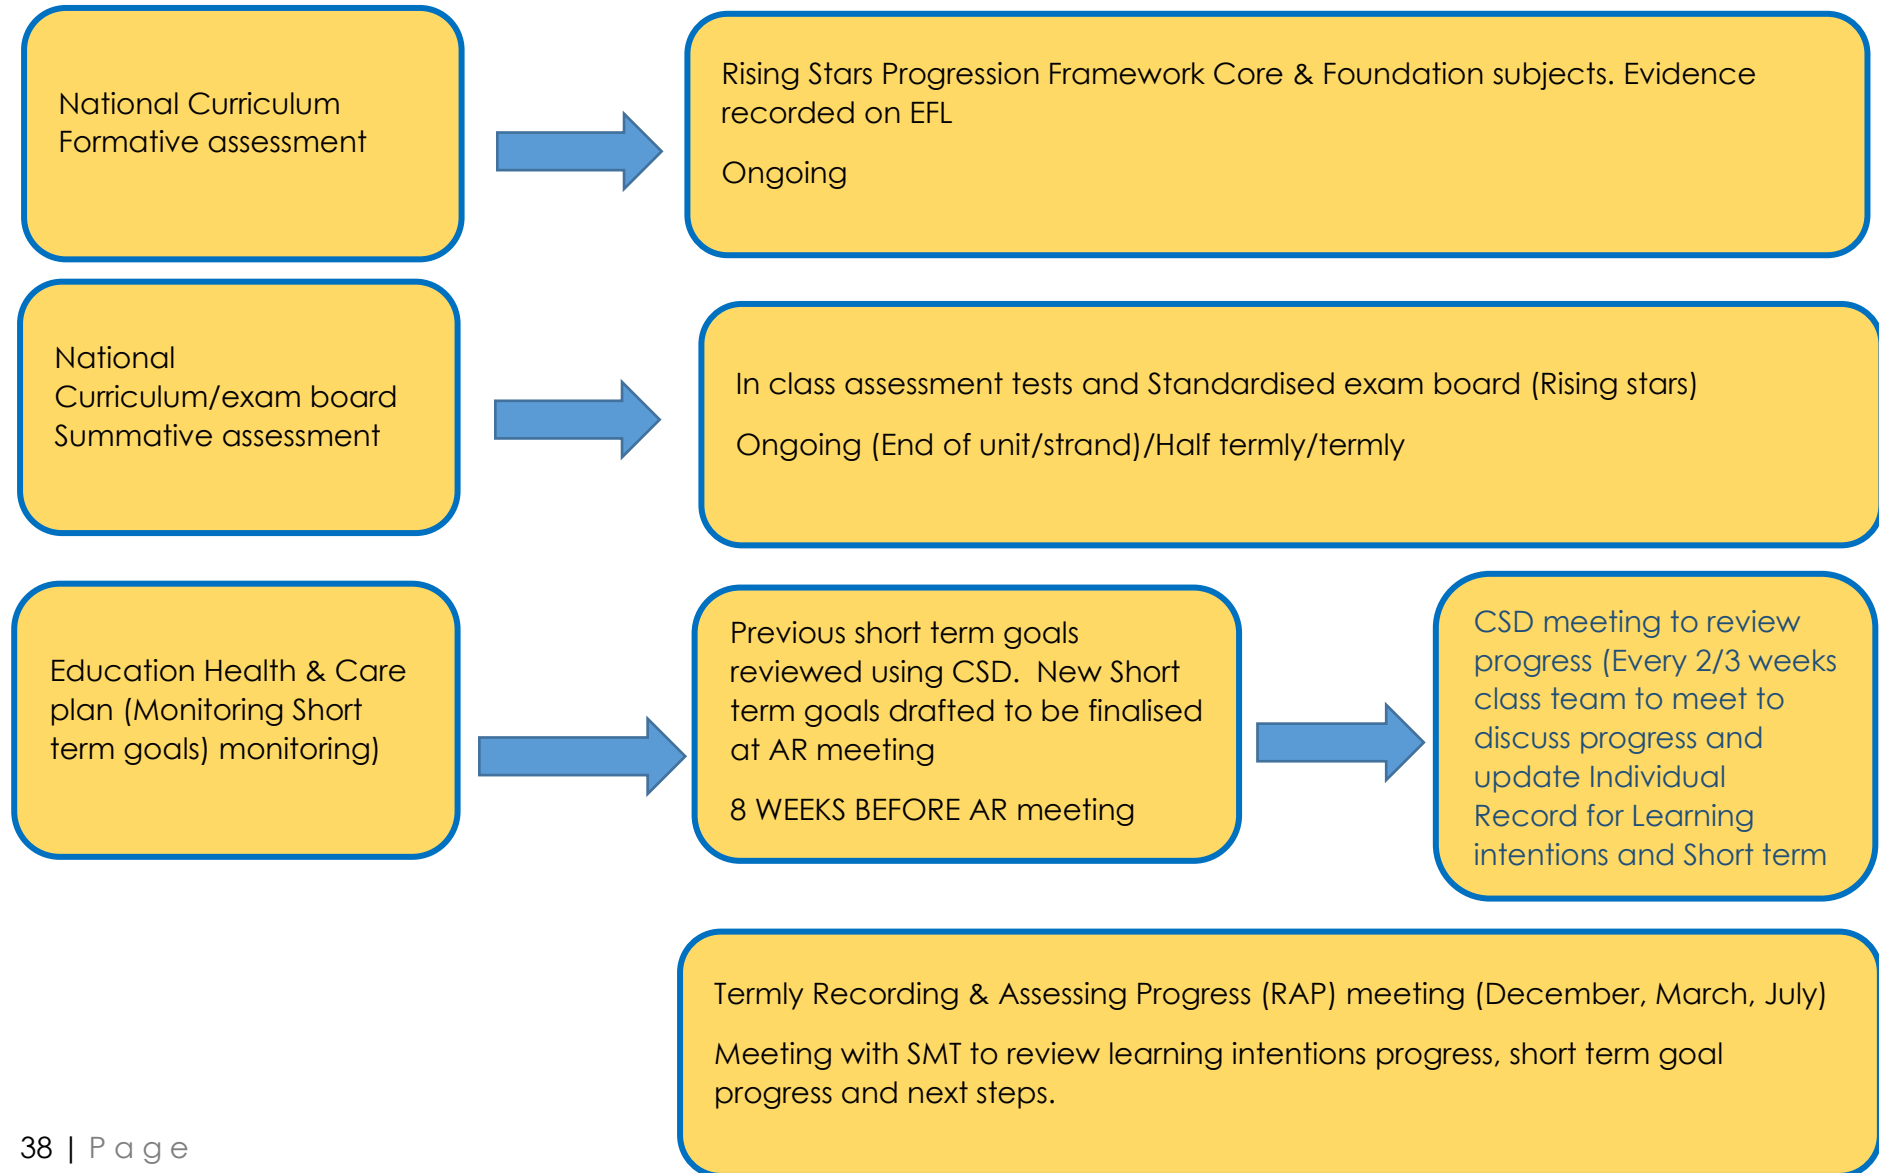 National Curriculum
Formative assessment
Rising Stars Progression Framework Core & Foundation subjects. Evidence
recorded on EFL
Ongoing
National
Curriculum/exam board
Summative assessment
In class assessment tests and Standardised exam board (Rising stars)
Ongoing (End of unit/strand)/Half termly/termly
Education Health & Care
plan (Monitoring Short
term goals) monitoring)
Previous short term goals
reviewed using CSD.  New Short
term goals drafted to be finalised
at AR meeting
8 WEEKS BEFORE AR meeting
CSD meeting to review
progress (Every 2/3 weeks
class team to meet to
discuss progress and
update Individual
Record for Learning
intentions and Short term
Termly Recording & Assessing Progress (RAP) meeting (December, March, July)
Meeting with SMT to review learning intentions progress, short term goal
progress and next steps.
38 | Page